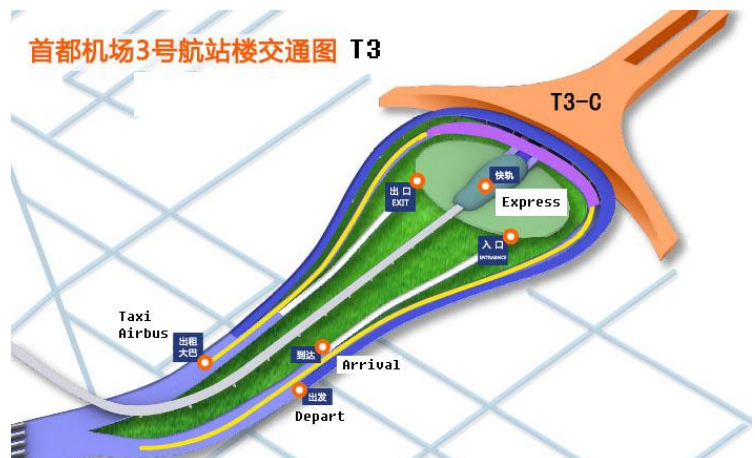 首都机场3号航站楼交通图 T3
T3-C
快轨
Express
出口
EXIT
入口
ENTRANCE
Taxi
Airbus
出租
大巴
到达
Arrival
出发
Depart